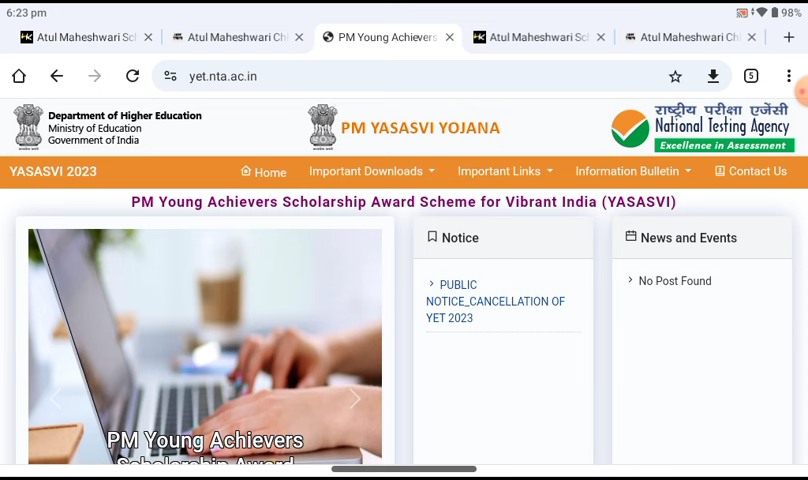 6:23 pm
98%
Atul Maheshwari Sch
Atul Maheshwari Ch
PM Young Achievers
Atul Maheshwari Sc
Atul Maheshwari Ch
yet.nta.ac.in
5
Department of Higher Education
Ministry of Education
Government of India
PM YASASVI YOJANA
राष्ट्रीय परीक्षा एजेंसी
National Testing Agency
Excellence in Assessment
YASASVI 2023
Home
Important Downloads
Important Links
Information Bulletin
Contact Us
PM Young Achievers Scholarship Award Scheme for Vibrant India (YASASVI)
Notice
PUBLIC
NOTICE_CANCELLATION OF
YET 2023
News and Events
No Post Found
PM Young Achievers
Scholarship Award